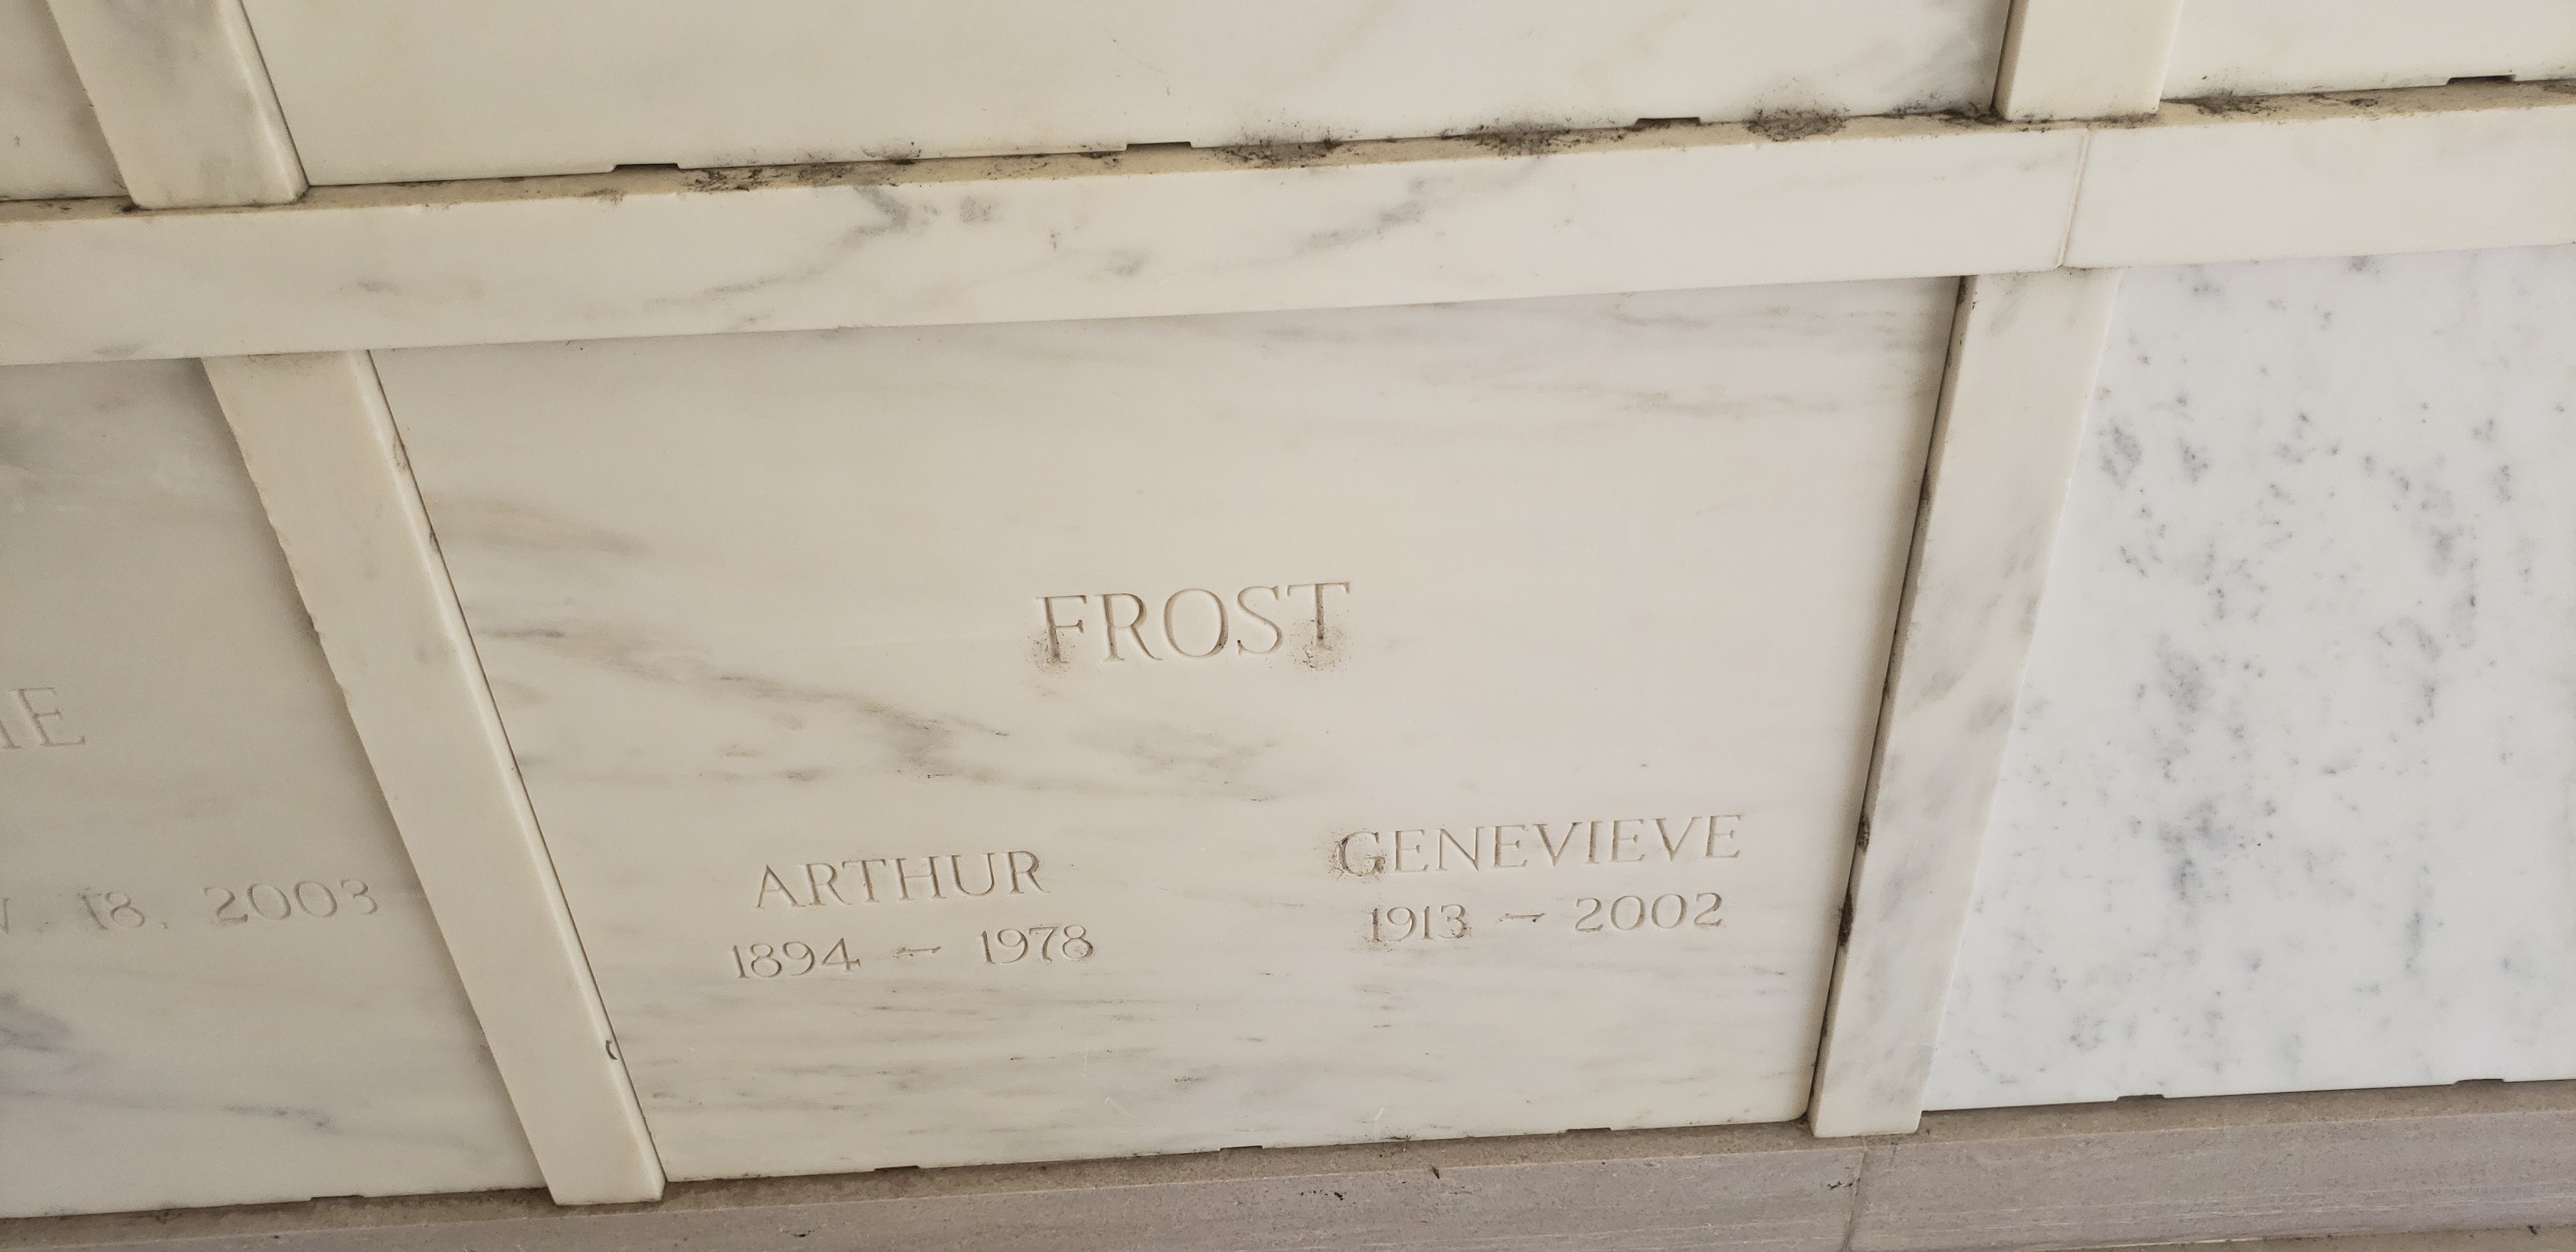 FROST
ARTHUR
1894 – 1978
GENEVIEVE
1913 – 2002
18, 2003